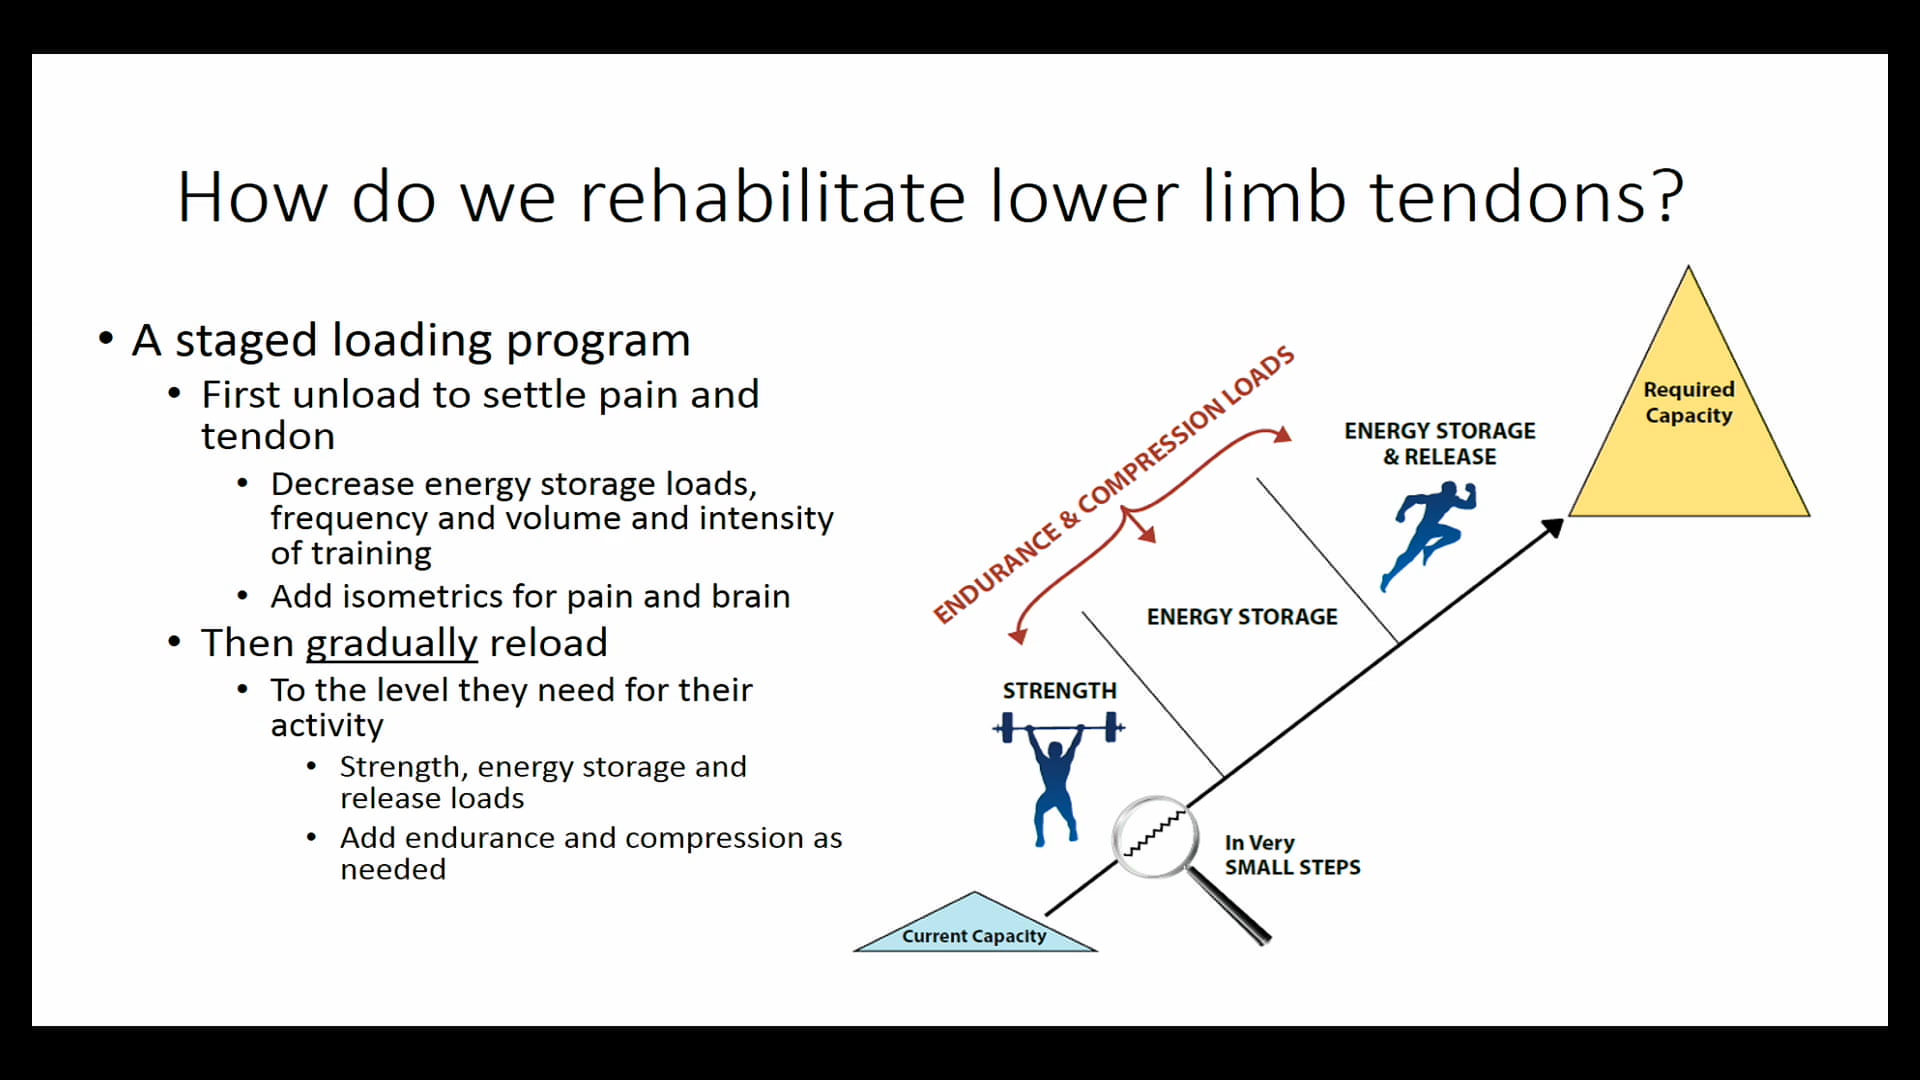 How do we rehabilitate lower limb tendons?
• A staged loading program
• First unload to settle pain and
tendon
• Decrease energy storage loads,
frequency and volume and intensity
of training
• Add isometrics for pain and brain
• Then gradually reload
• To the level they need for their
activity
• Strength, energy storage and
release loads
• Add endurance and compression as
needed
ENDURANCE & COMPRESSION LOADS
STRENGTH
ENERGY STORAGE
ENERGY STORAGE
& RELEASE
Required
Capacity
In Very
SMALL STEPS
Current Capacity